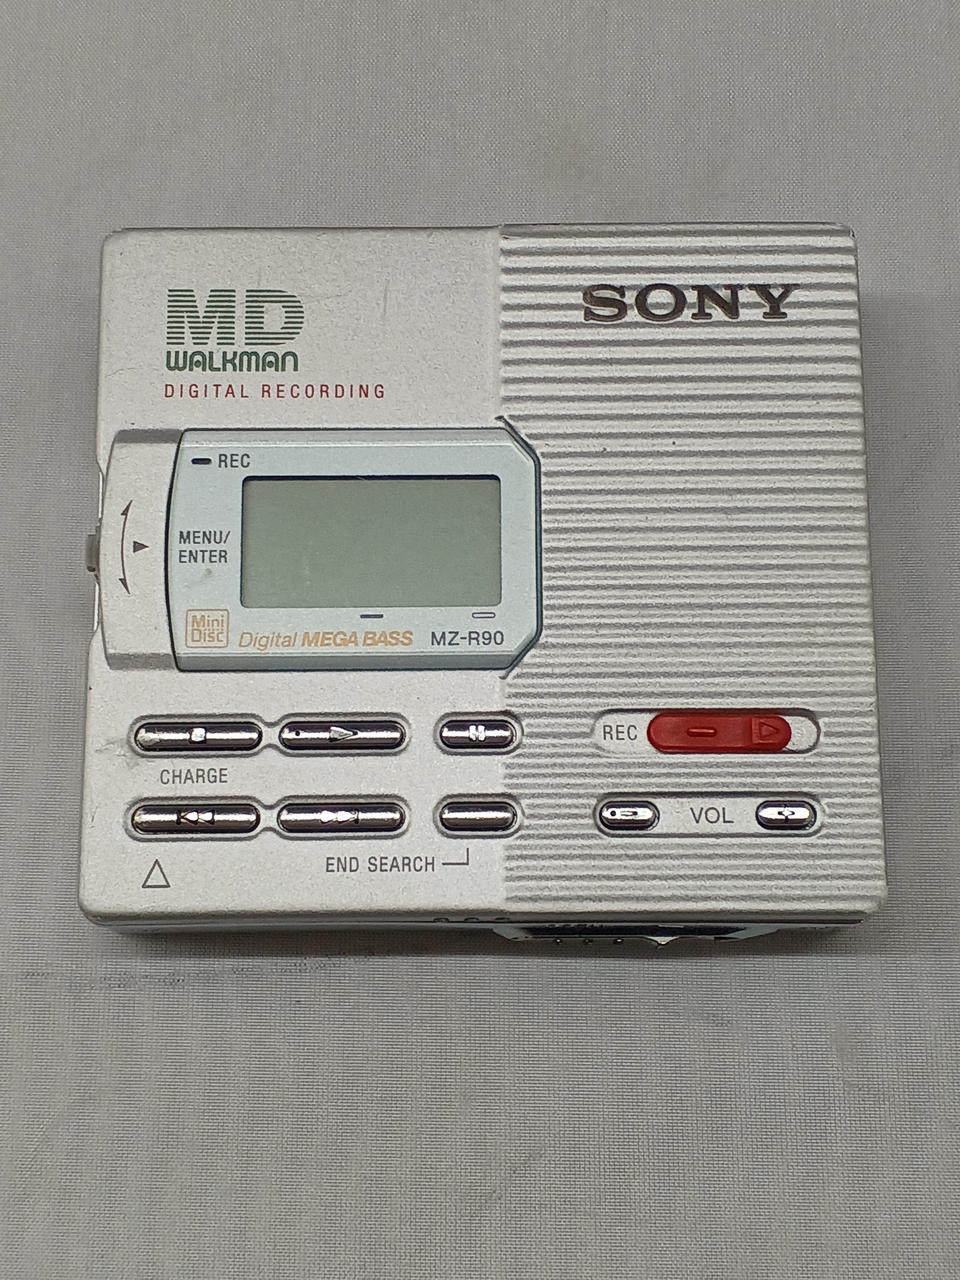 SONY
MD
WALKMAN
DIGITAL RECORDING
REC
MENU/
ENTER
Mini
Disc
Digital MEGA BASS
MZ-R90
REC
CHARGE
VOL
END SEARCH